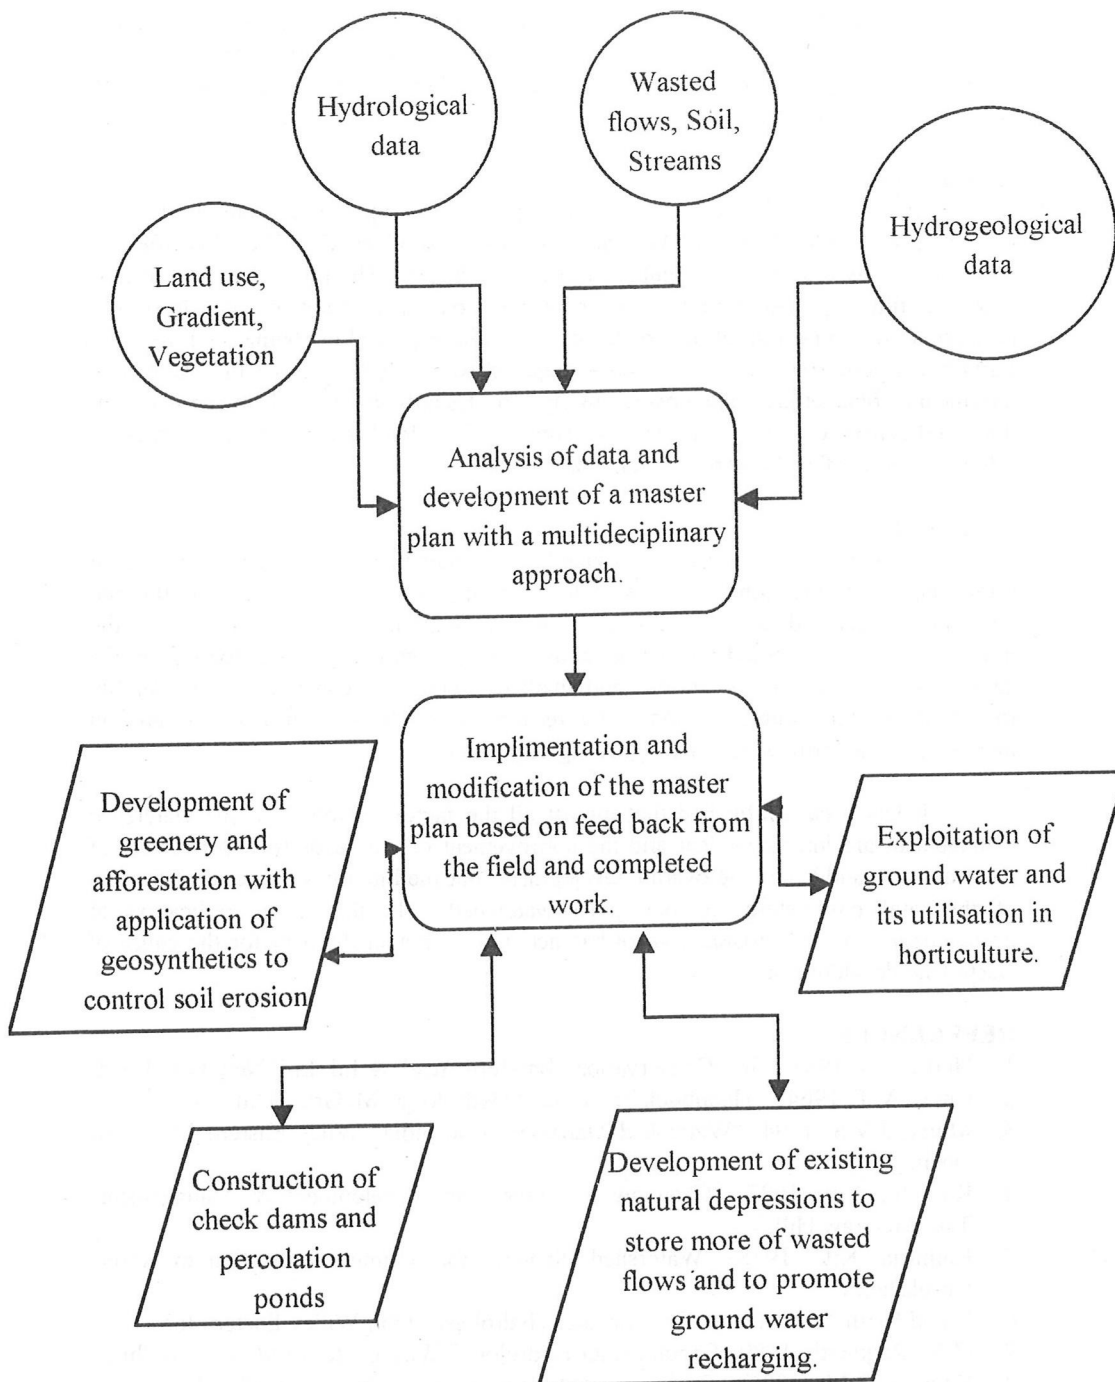 Hydrological
data
Wasted
flows, Soil,
Streams
Hydrogeological
data
Land use,
Gradient,
Vegetation
Analysis of data and
development of a master
plan with a multideciplinary
approach.
Implimentation and
modification of the master
plan based on feed back from
the field and completed
work.
Development of
greenery and
afforestation with
application of
geosynthetics to
control soil erosion
Exploitation of
ground water and
its utilisation in
horticulture.
Construction of
check dams and
percolation
ponds
Development of existing
natural depressions to
store more of wasted
flows and to promote
ground water
recharging.